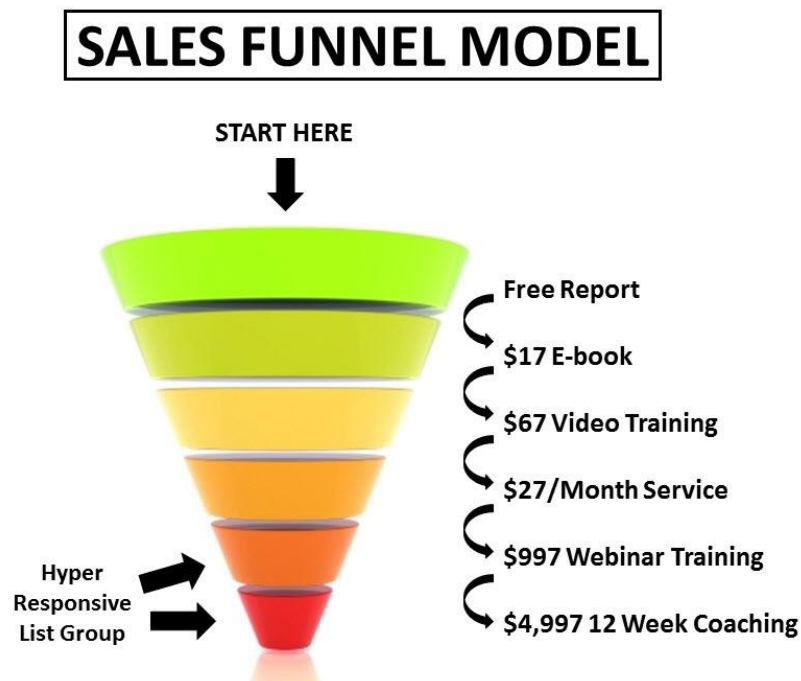 SALES FUNNEL MODEL
START HERE
Free Report
$17 E-book
$67 Video Training
$27/Month Service
$997 Webinar Training
$4,997 12 Week Coaching
Hyper
Responsive
List Group